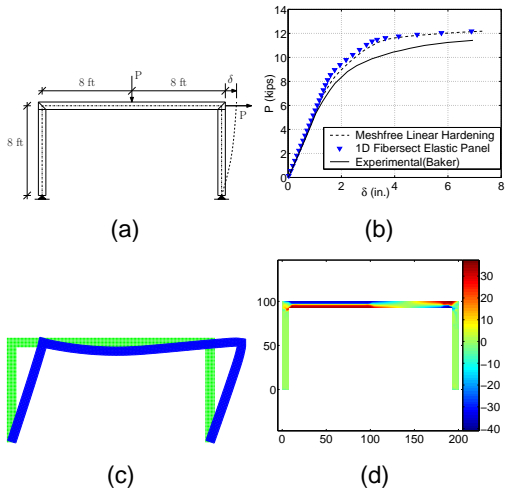 8 ft
P
8 ft
δ
P
8 ft
(a)
P (kips)
14
12
10
8
6
4
2
0
0
2
4
6
8
δ (in.)
Meshfree Linear Hardening
1D Fibersect Elastic Panel
Experimental(Baker)
(b)
(c)
100
50
0
0
50
100
150
200
30
20
10
0
−10
−20
−30
−40
(d)